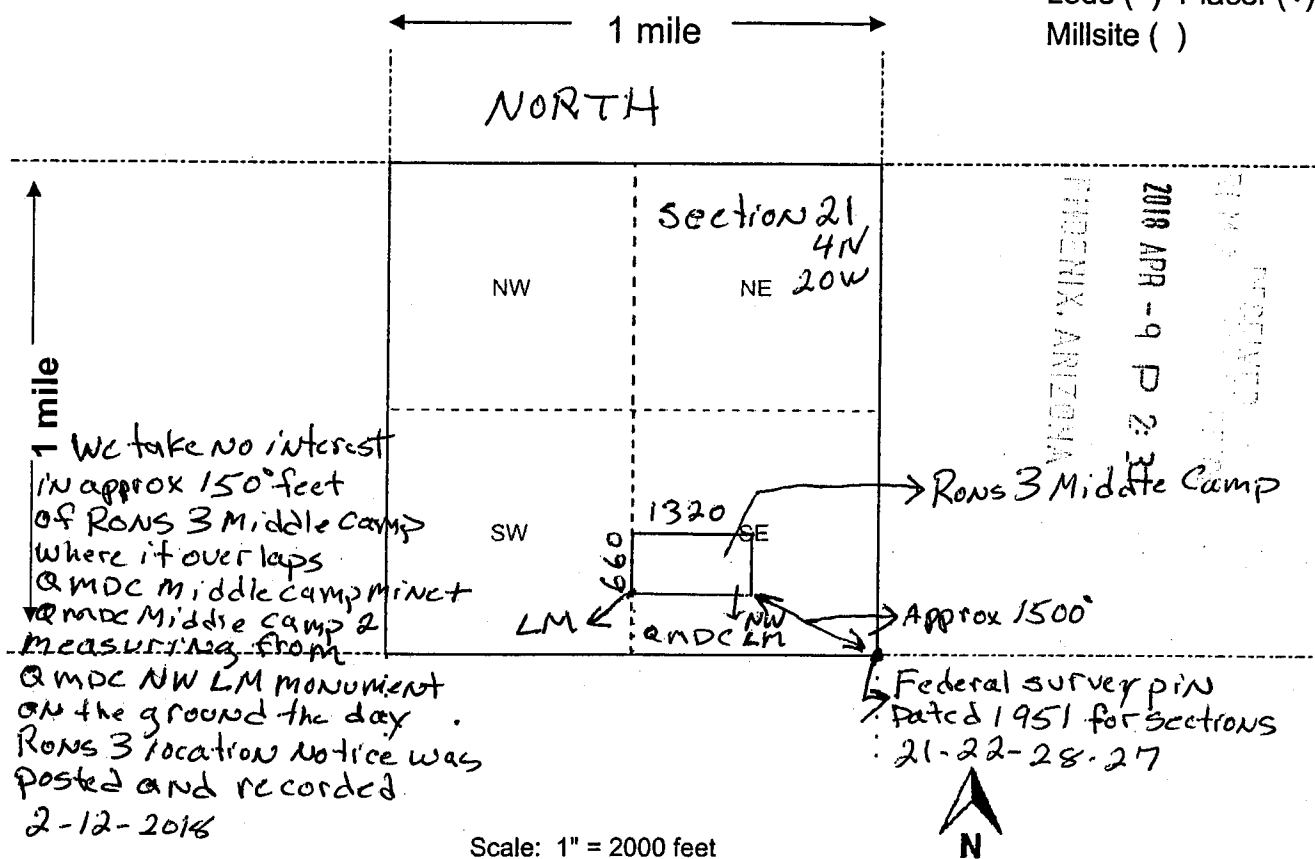 1 mile
Lode ( ) Placer (
Millsite ( )
NORTH
1 mile
Section 21
4N
20W
NW
NE
SW
SE
1320
660
LM
QMDC
NW
LM
Rons 3 Middle Camp
Approx 1500°
Federal survey pin
Dated 1951 for sections
21-22-28-27
We take no interest
in approx 150° feet
of Rons 3 Middle Camp
where it overlaps
QMDC Middle camp
QMDC Middle camp 2
measuring from
QMDC NW LM monument
on the ground the day
Rons 3 location Notice was
posted and recorded
2-12-2018
2018 APR -9 P 2:3
PHOENIX, ARIZONA
RECEIVED
Scale: 1" = 2000 feet
N